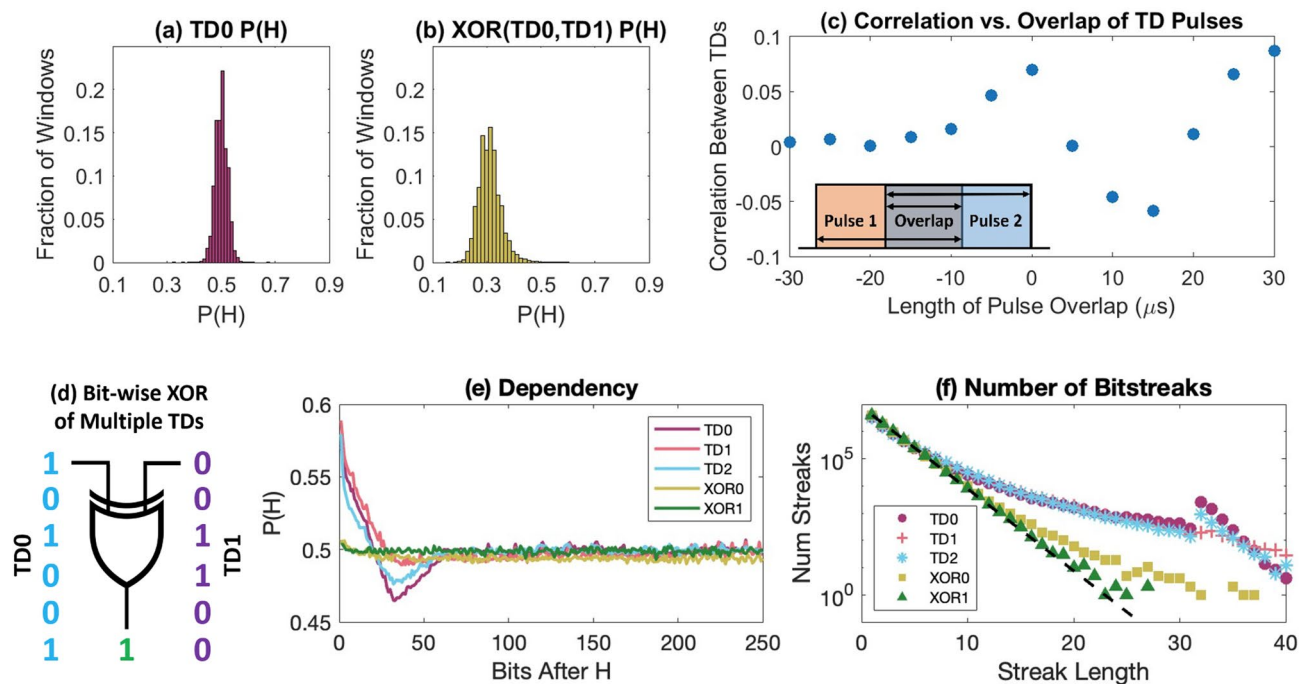 (a) TD0 P(H)
Fraction of Windows
0.2
0.15
0.1
0.05
0
0.1 0.3 0.5 0.7 0.9
P(H)
(b) XOR(TD0,TD1) P(H)
Fraction of Windows
0.2
0.15
0.1
0.05
0
0.1 0.3 0.5 0.7 0.9
P(H)
(c) Correlation vs. Overlap of TD Pulses
Correlation Between TDs
0.1
0.05
0
-0.05
-0.1
Pulse 1 Overlap Pulse 2
-30 -20 -10 0 10 20 30
Length of Pulse Overlap (μs)
(d) Bit-wise XOR
of Multiple TDs
TD0
1 0
0 0
1 1
0 1
0 0
1 1 0
TD1
(e) Dependency
P(H)
0.6
0.55
0.5
0.45
TD0
TD1
TD2
XOR0
XOR1
0 50 100 150 200 250
Bits After H
(f) Number of Bitstreaks
Num Streaks
10⁵
10⁰
TD0
TD1
TD2
XOR0
XOR1
0 10 20 30 40
Streak Length